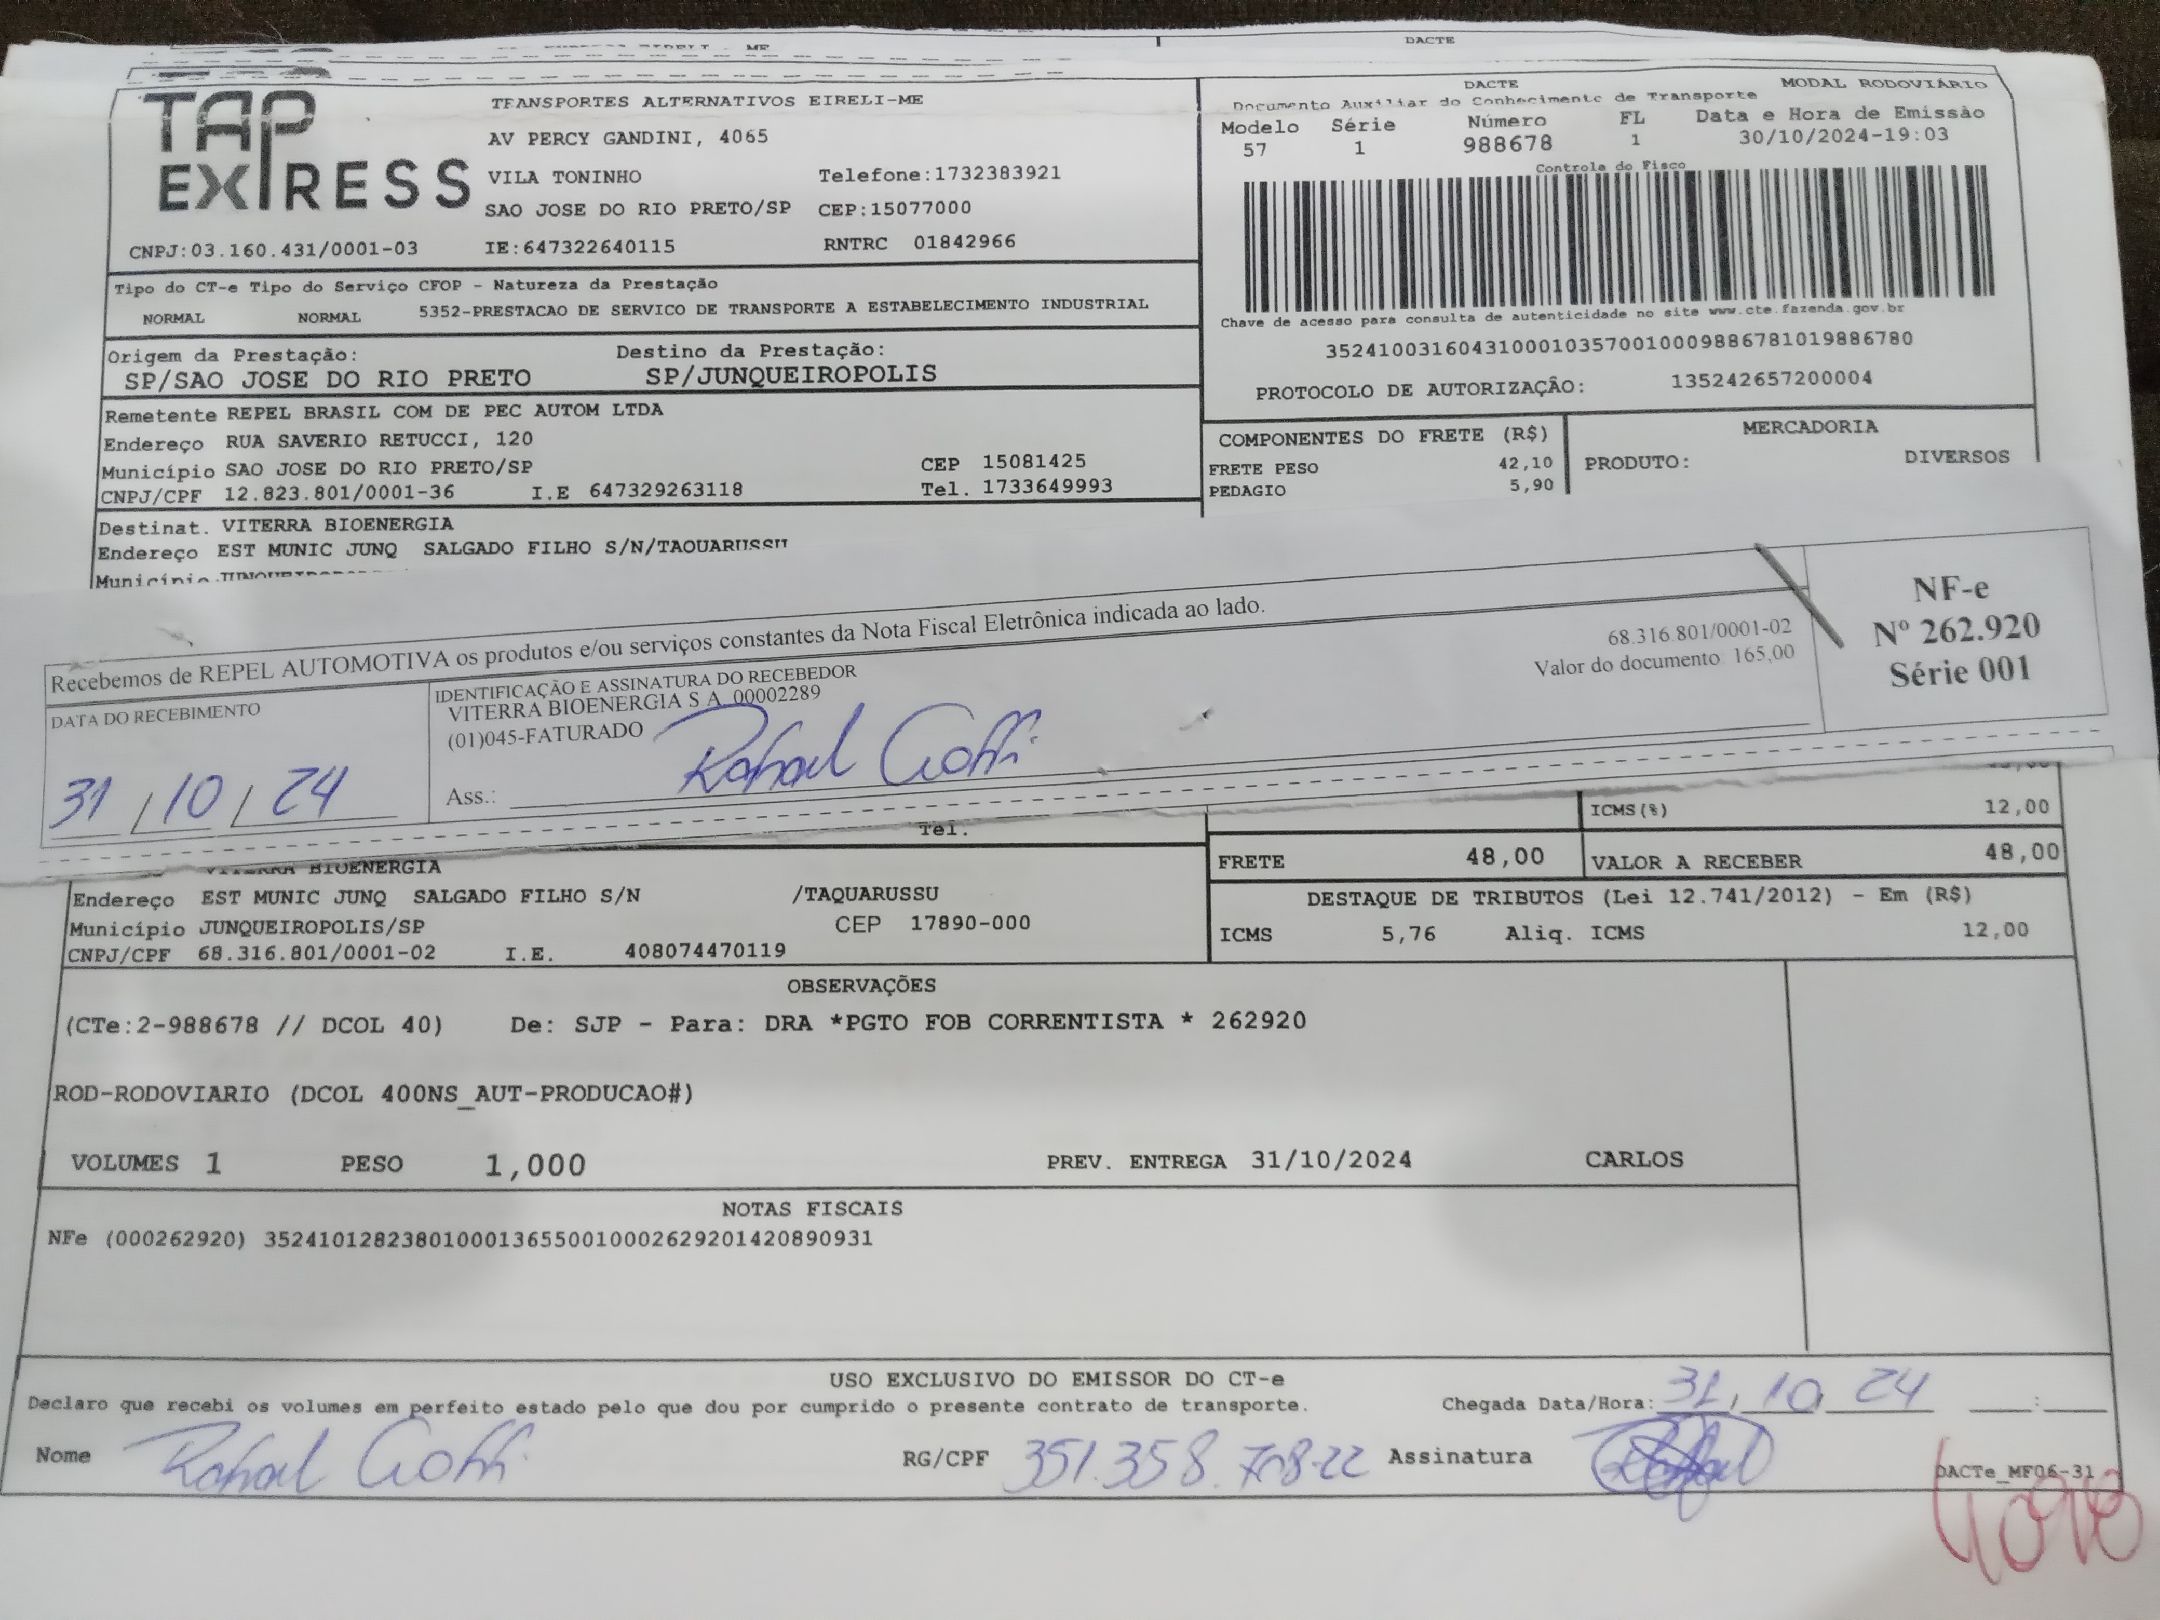 DACTE
TAP EXPRESS
TRANSPORTES ALTERNATIVOS EIRELI-ME
AV PERCY GANDINI, 4065
VILA TONINHO Telefone:1732383921
SAO JOSE DO RIO PRETO/SP CEP:15077000
CNPJ:03.160.431/0001-03 IE:647322640115 RNTRC 01842966
DACTE MODAL RODOVIÁRIO
Documento Auxiliar do Conhecimento de Transporte
Modelo Série Número FL Data e Hora de Emissão
57 1 988678 1 30/10/2024-19:03
Controle do Fisco
Chave de acesso para consulta de autenticidade no site www.cte.fazenda.gov.br
35241003160431000103570010009886781019886780
PROTOCOLO DE AUTORIZAÇÃO: 135242657200004
Tipo do CT-e Tipo do Serviço CFOP - Natureza da Prestação
NORMAL NORMAL 5352-PRESTACAO DE SERVICO DE TRANSPORTE A ESTABELECIMENTO INDUSTRIAL
Origem da Prestação: Destino da Prestação:
SP/SAO JOSE DO RIO PRETO SP/JUNQUEIROPOLIS
Remetente REPEL BRASIL COM DE PEC AUTOM LTDA
Endereço RUA SAVERIO RETUCCI, 120
Município SAO JOSE DO RIO PRETO/SP CEP 15081425
CNPJ/CPF 12.823.801/0001-36 I.E 647329263118 Tel. 1733649993
COMPONENTES DO FRETE (R$) MERCADORIA
FRETE PESO 42,10 PRODUTO: DIVERSOS
PEDAGIO 5,90
Destinat. VITERRA BIOENERGIA
Endereço EST MUNIC JUNQ SALGADO FILHO S/N/TAQUARUSSU
Município
Recebemos de REPEL AUTOMOTIVA os produtos e/ou serviços constantes da Nota Fiscal Eletrônica indicada ao lado.
68.316.801/0001-02
Valor do documento 165,00
NF-e
Nº 262.920
Série 001
DATA DO RECEBIMENTO
31/10/24
IDENTIFICAÇÃO E ASSINATURA DO RECEBEDOR
VITERRA BIOENERGIA S A 00002289
(01)045-FATURADO
Ass.: Rafael Cioffi
Tel.
ICMS(%) 12,00
FRETE 48,00 VALOR A RECEBER 48,00
DESTAQUE DE TRIBUTOS (Lei 12.741/2012) - Em (R$)
ICMS 5,76 Aliq. ICMS 12,00
VITERRA BIOENERGIA
Endereço EST MUNIC JUNQ SALGADO FILHO S/N /TAQUARUSSU
Município JUNQUEIROPOLIS/SP CEP 17890-000
CNPJ/CPF 68.316.801/0001-02 I.E. 408074470119
OBSERVAÇÕES
(CTe:2-988678 // DCOL 40) De: SJP - Para: DRA *PGTO FOB CORRENTISTA * 262920
ROD-RODOVIARIO (DCOL 400NS_AUT-PRODUCAO#)
VOLUMES 1 PESO 1,000 PREV. ENTREGA 31/10/2024 CARLOS
NOTAS FISCAIS
NFe (000262920) 35241012823801000136550010002629201420890931
USO EXCLUSIVO DO EMISSOR DO CT-e
Declaro que recebi os volumes em perfeito estado pelo que dou por cumprido o presente contrato de transporte. Chegada Data/Hora: 31/10/24 :
Nome Rafael Cioffi RG/CPF 351.358.708-22 Assinatura
DACTe_MF06-31